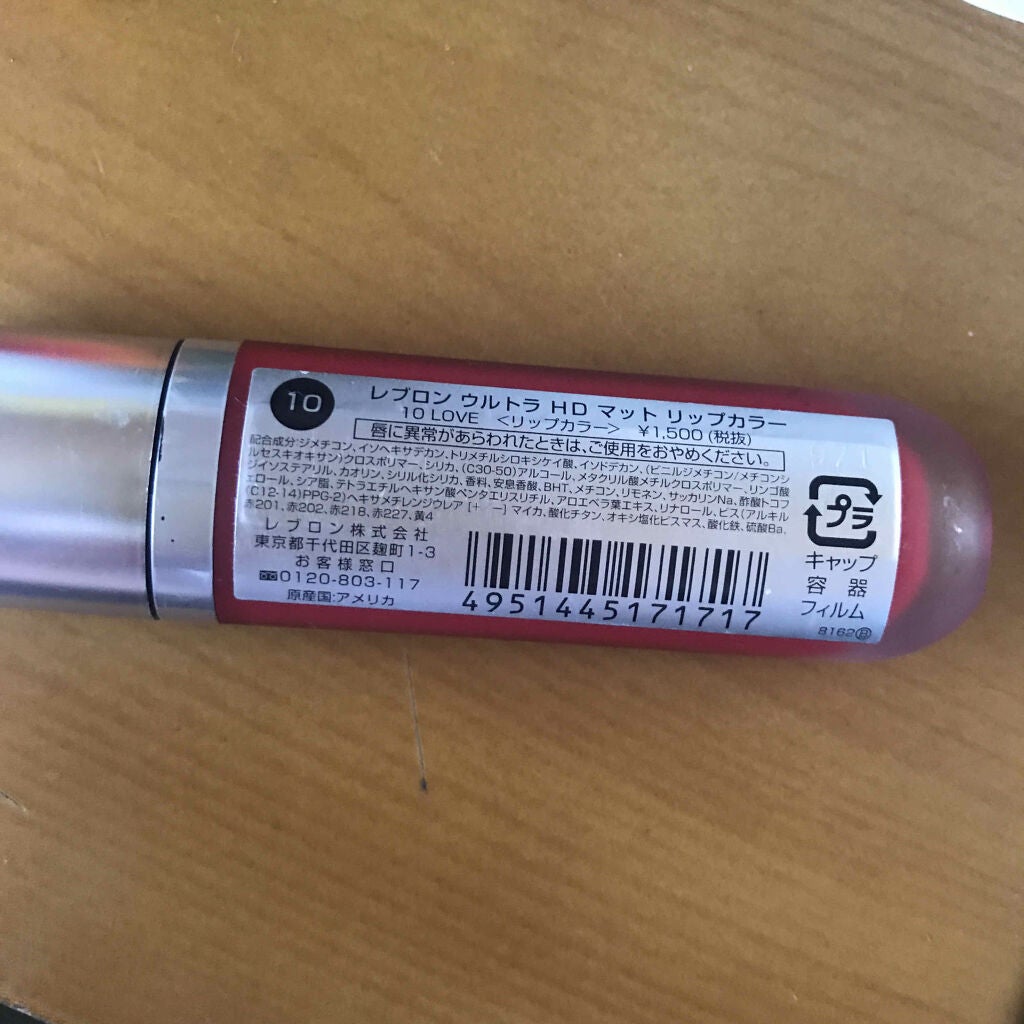 10
レブロン ウルトラ HD マット リップカラー
10 LOVE <リップカラー> ¥1,500 (税抜)
唇に異常があらわれたときは、ご使用をおやめください。
配合成分:ジメチコン、イソヘキサデカン、トリメチルシロキシケイ酸、イソドデカン、(ビニルジメチコン/メチコンシ
ルセスキオキサン)クロスポリマー、シリカ、(C30-50)アルコール、メタクリル酸メチルクロスポリマー、リンゴ酸
ジイソステアリル、カオリン、シリル化シリカ、香料、安息香酸、BHT、メチコン、リモネン、サッカリンNa、酢酸トコフ
ェロール、シア脂、テトラエチルヘキサン酸ペンタエリスリチル、アロエベラ葉エキス、リナロール、ビス(アルキル
(C12-14)PPG-2)ヘキサメチレンジウレア [+ −] マイカ、酸化チタン、オキシ塩化ビスマス、酸化鉄、硫酸Ba、
赤201、赤202、赤218、赤227、黄4
レブロン株式会社
東京都千代田区麹町1-3
お客様窓口
0120-803-117
原産国:アメリカ
4951445171717
プラ
キャップ
容器
フィルム
8162Ⓑ